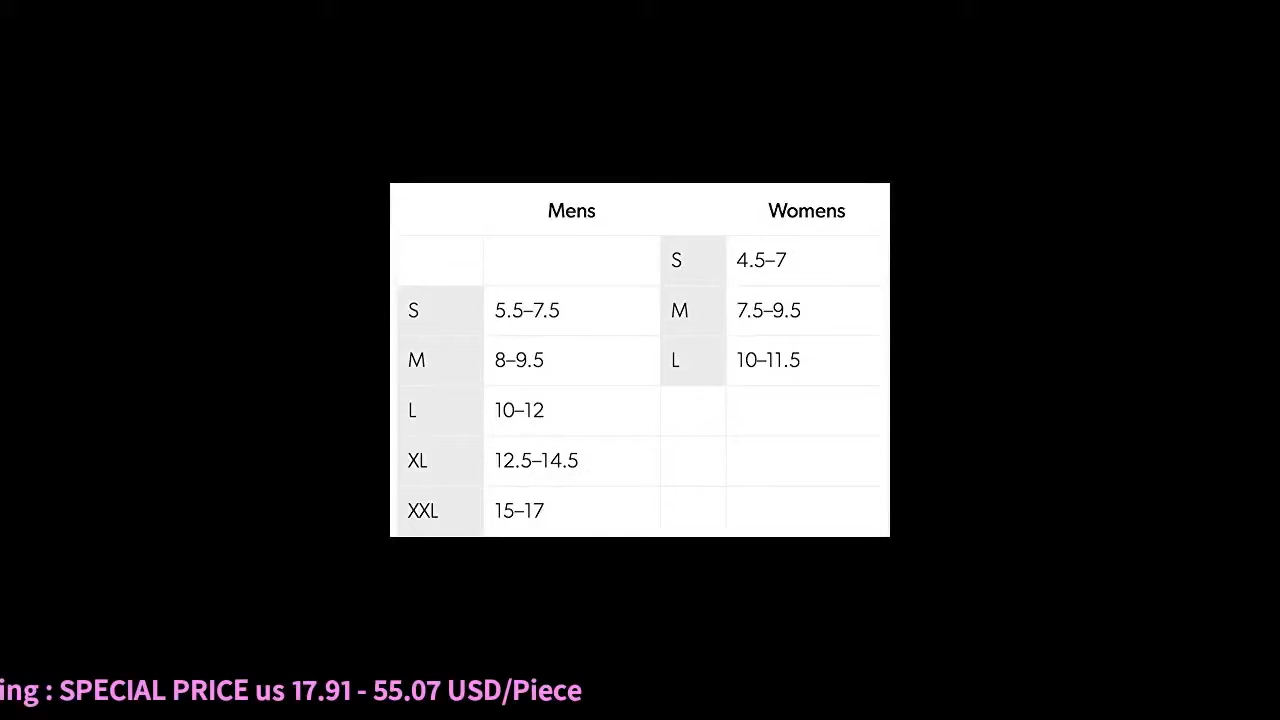 Mens Womens
S 4.5–7
S 5.5–7.5 M 7.5–9.5
M 8–9.5 L 10–11.5
L 10–12
XL 12.5–14.5
XXL 15–17
ing : SPECIAL PRICE us 17.91 - 55.07 USD/Piece